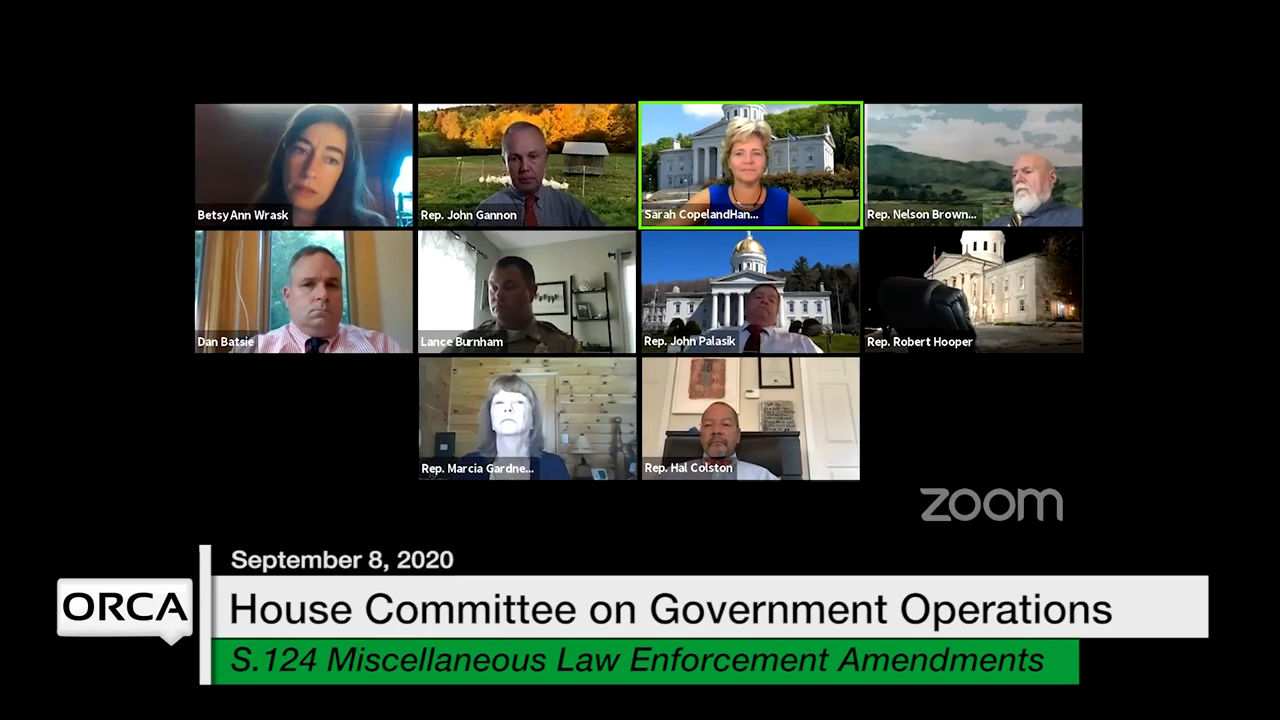 Betsy Ann Wrask
Rep. John Gannon
Sarah CopelandHan...
Rep. Nelson Brown...
Dan Batsie
Lance Burnham
Rep. John Palasik
Rep. Robert Hooper
Rep. Marcia Gardne...
Rep. Hal Colston
zoom
September 8, 2020
ORCA
House Committee on Government Operations
S.124 Miscellaneous Law Enforcement Amendments